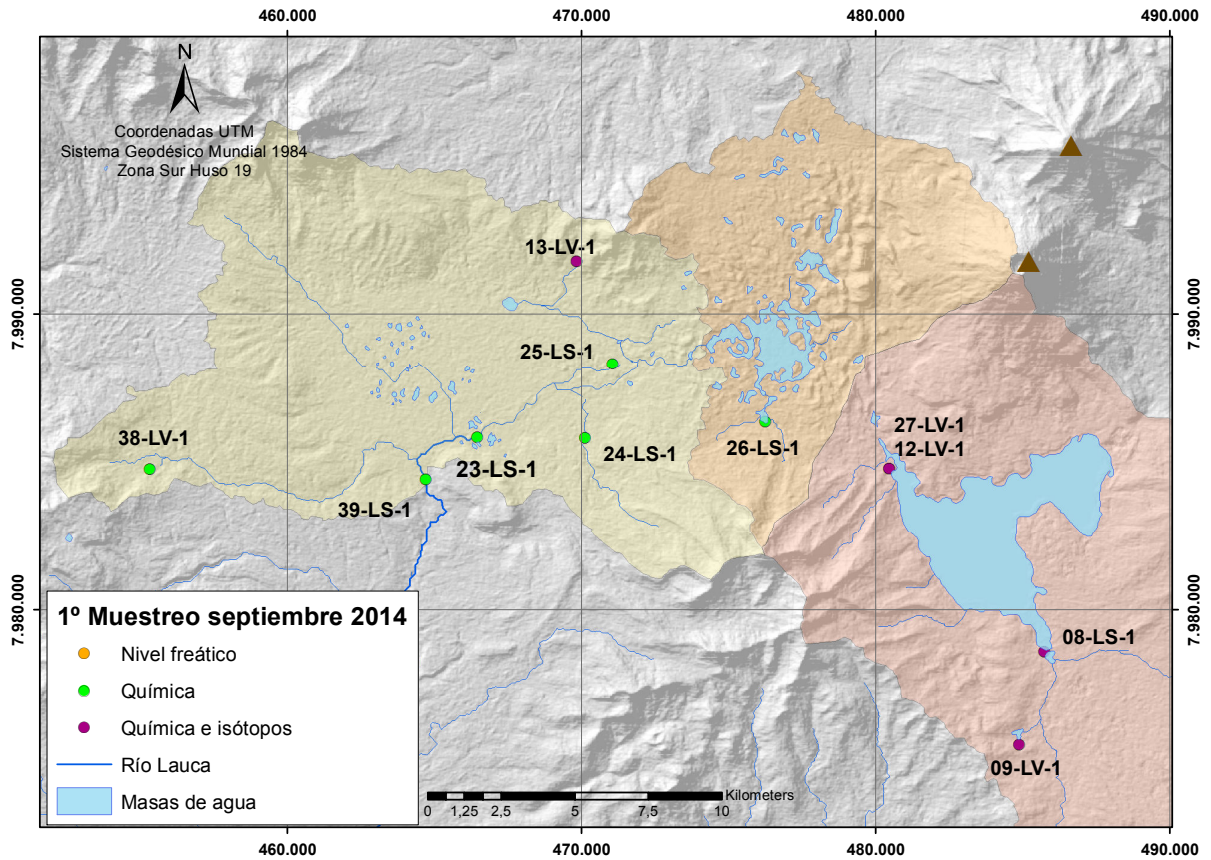 460.000
470.000
480.000
490.000
N
Coordenadas UTM
Sistema Geodésico Mundial 1984
Zona Sur Huso 19
13-LV-1
7.990.000
7.990.000
25-LS-1
38-LV-1
23-LS-1
24-LS-1
26-LS-1
27-LV-1
12-LV-1
39-LS-1
7.980.000
7.980.000
08-LS-1
09-LV-1
1º Muestreo septiembre 2014
Nivel freático
Química
Química e isótopos
Río Lauca
Masas de agua
Kilometers
0 1,25 2,5 5 7,5 10
460.000
470.000
480.000
490.000